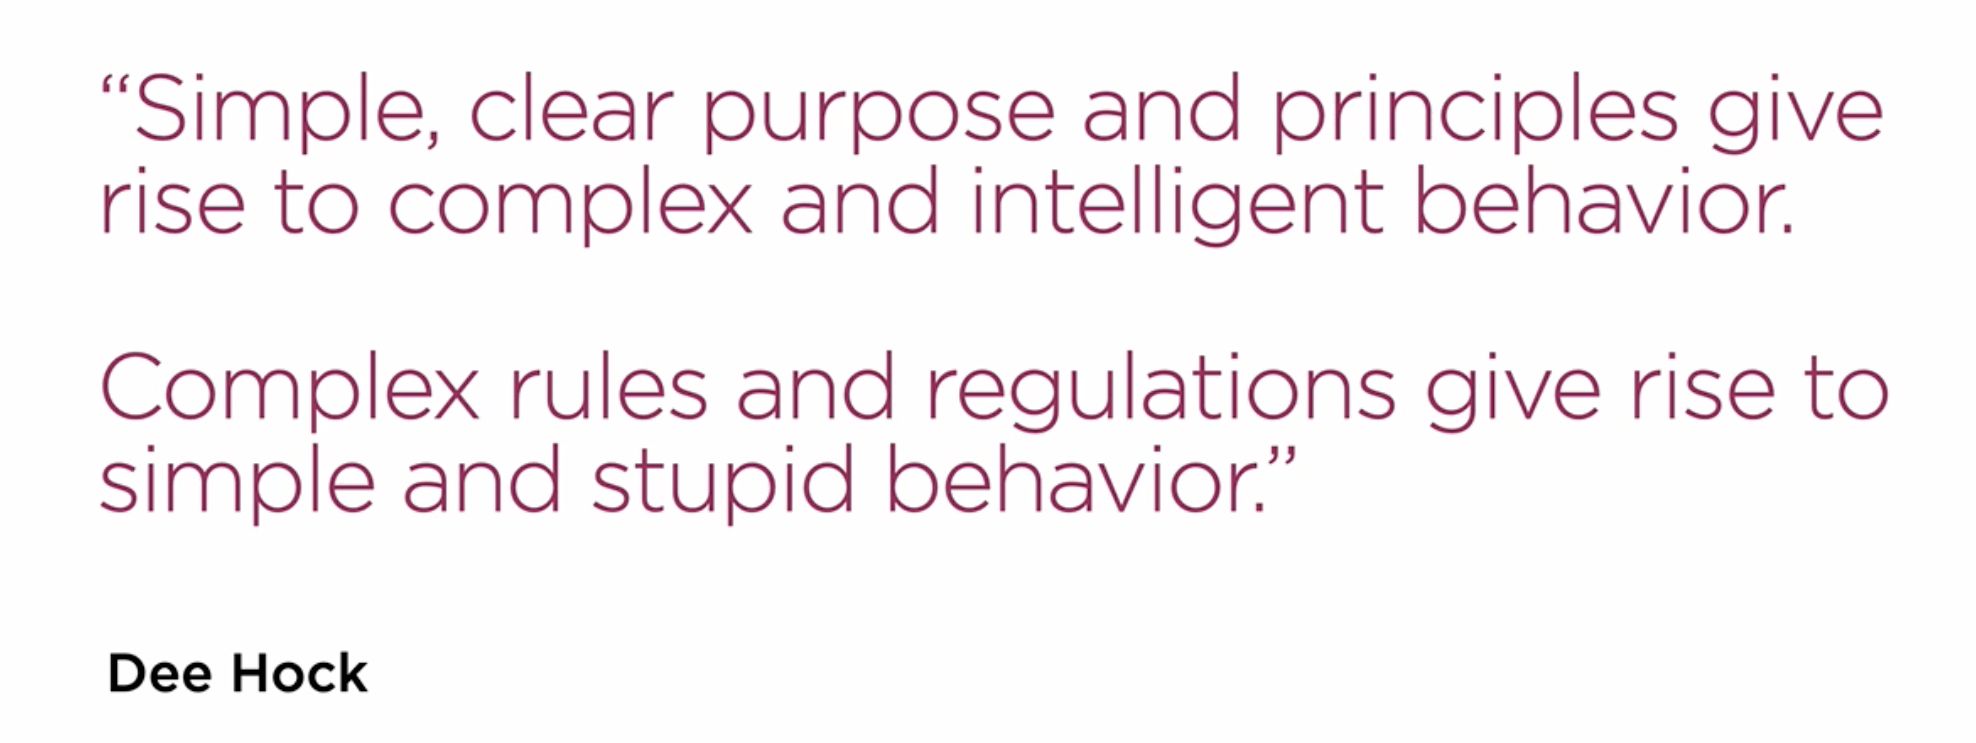 “Simple, clear purpose and principles give
rise to complex and intelligent behavior.
Complex rules and regulations give rise to
simple and stupid behavior.”
Dee Hock